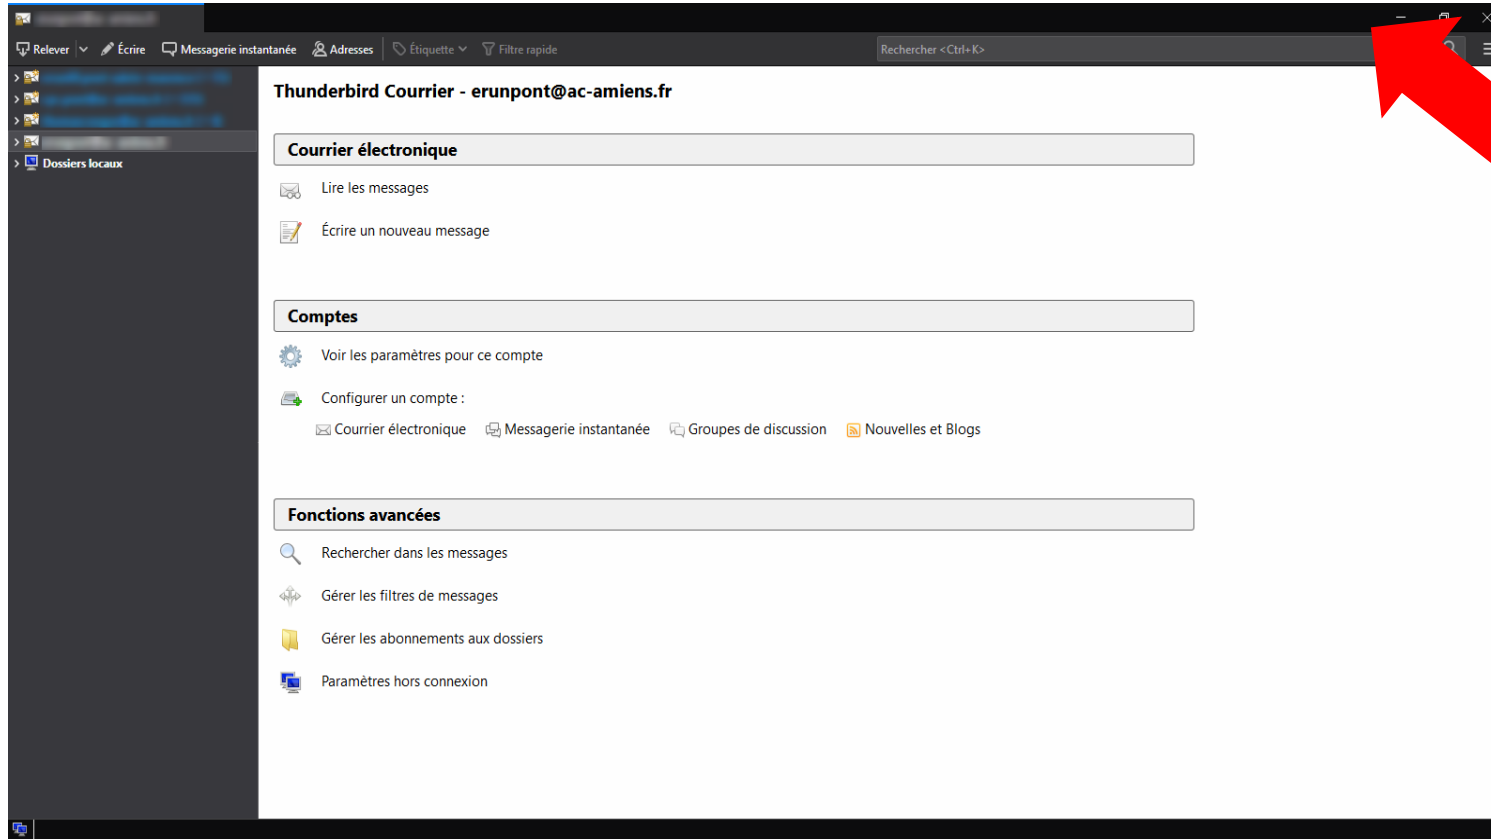 Relever Écrire Messagerie instantanée Adresses Étiquette Filtre rapide Rechercher <Ctrl+K>
Dossiers locaux
Thunderbird Courrier - erunpont@ac-amiens.fr
Courrier électronique
Lire les messages
Écrire un nouveau message
Comptes
Voir les paramètres pour ce compte
Configurer un compte :
Courrier électronique Messagerie instantanée Groupes de discussion Nouvelles et Blogs
Fonctions avancées
Rechercher dans les messages
Gérer les filtres de messages
Gérer les abonnements aux dossiers
Paramètres hors connexion